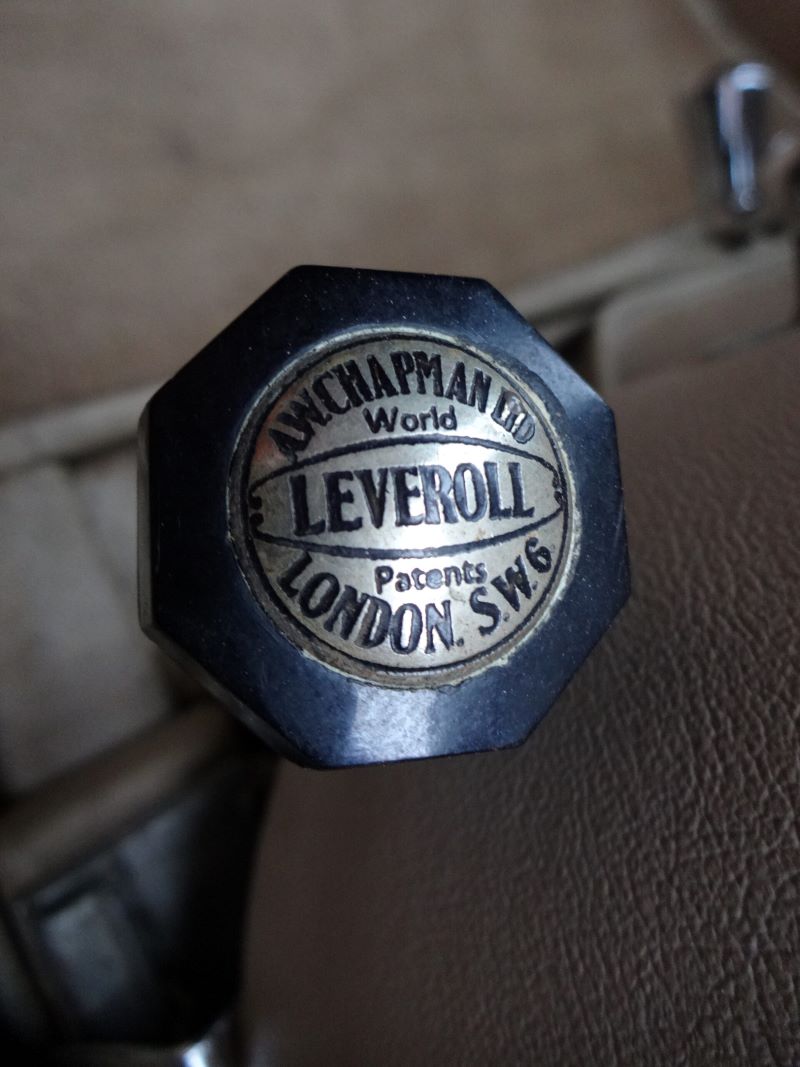 A.W.CHAPMAN LTD
World
LEVEROLL
Patents
LONDON. S.W.6